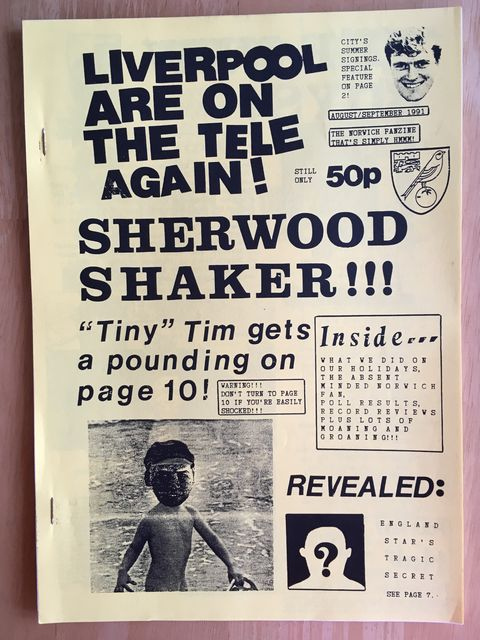 LIVERPOOL
ARE ON
THE TELE
AGAIN!
CITY'S
SUMMER
SIGNINGS.
SPECIAL
FEATURE
ON PAGE
2!
AUGUST/SEPTEMBER 1991
THE NORWICH FANZINE
THAT'S SIMPLY HMMM!
STILL
ONLY
50p
SHERWOOD
SHAKER!!!
"Tiny" Tim gets
a pounding on
page 10!
WARNING!!!
DON'T TURN TO PAGE
10 IF YOU'RE EASILY
SHOCKED!!!
Inside...
WHAT WE DID ON
OUR HOLIDAYS,
THE ABSENT
MINDED NORWICH
FAN,
POLL RESULTS,
RECORD REVIEWS
PLUS LOTS OF
MOANING AND
GROANING!!!
REVEALED:
?
ENGLAND
STAR'S
TRAGIC
SECRET
SEE PAGE 7.